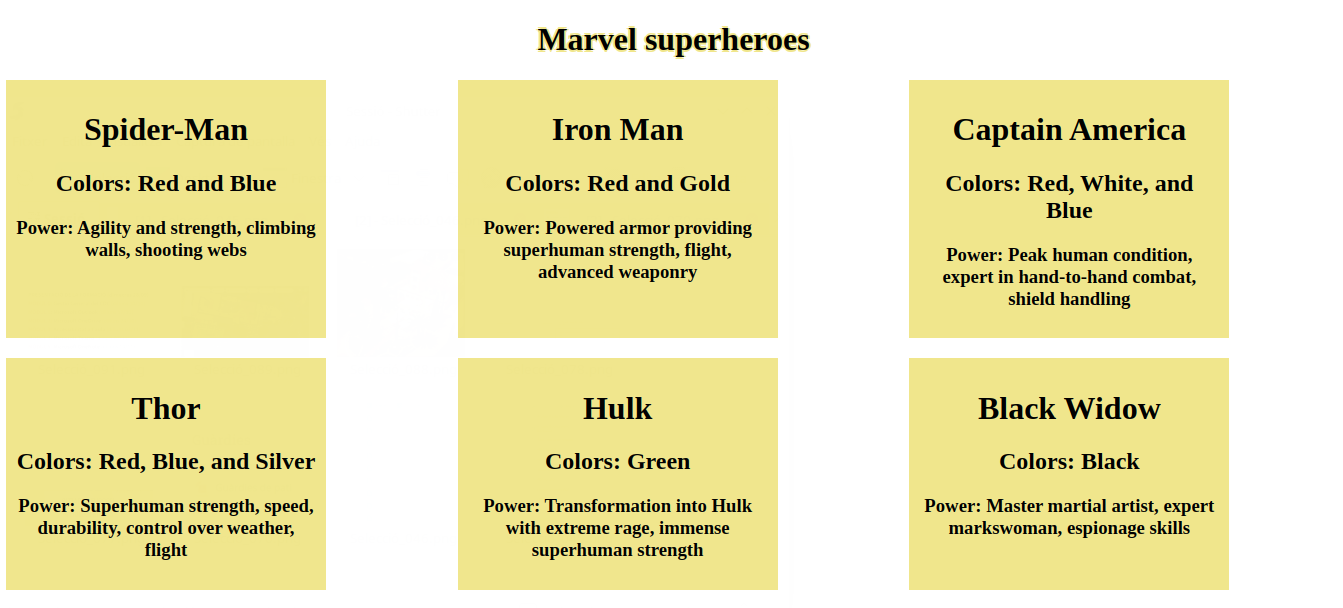 Marvel superheroes
Spider-Man
Colors: Red and Blue
Power: Agility and strength, climbing
walls, shooting webs
Iron Man
Colors: Red and Gold
Power: Powered armor providing
superhuman strength, flight,
advanced weaponry
Captain America
Colors: Red, White, and
Blue
Power: Peak human condition,
expert in hand-to-hand combat,
shield handling
Thor
Colors: Red, Blue, and Silver
Power: Superhuman strength, speed,
durability, control over weather,
flight
Hulk
Colors: Green
Power: Transformation into Hulk
with extreme rage, immense
superhuman strength
Black Widow
Colors: Black
Power: Master martial artist, expert
markswoman, espionage skills